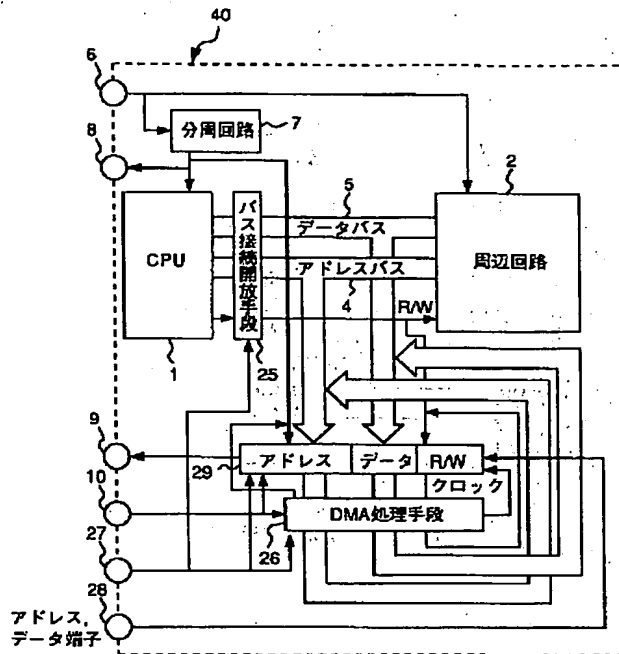 40
6
分周回路
7
8
2
5
データバス
CPU
バス接続開放手段
アドレスバス
周辺回路
4
R/W
1
25
9
アドレス
データ
R/W
29
クロック
10
DMA処理手段
26
27
28
アドレス,
データ端子